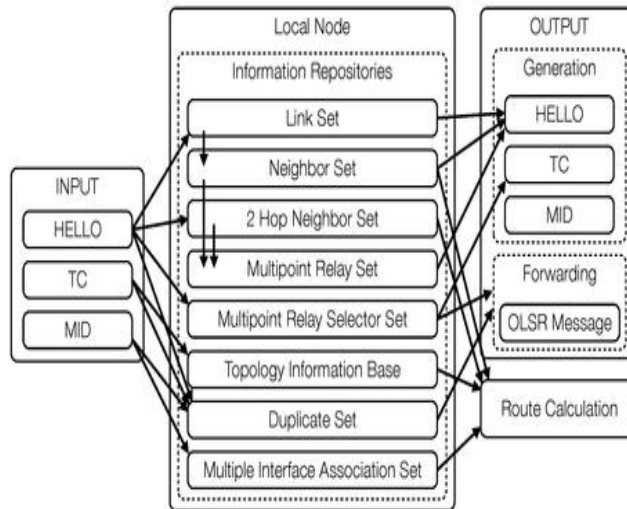 INPUT
HELLO
TC
MID
Local Node
Information Repositories
Link Set
Neighbor Set
2 Hop Neighbor Set
Multipoint Relay Set
Multipoint Relay Selector Set
Topology Information Base
Duplicate Set
Multiple Interface Association Set
OUTPUT
Generation
HELLO
TC
MID
Forwarding
OLSR Message
Route Calculation